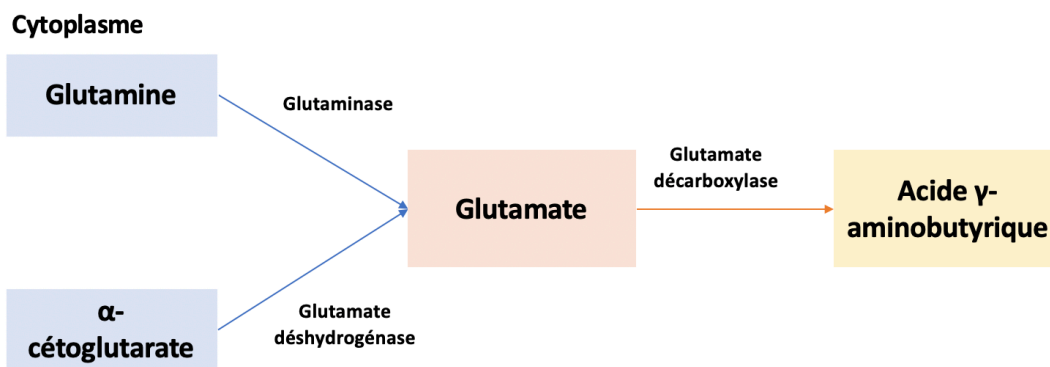 Cytoplasme
Glutamine
Glutaminase
Glutamate
décarboxylase
Glutamate
Acide γ-
aminobutyrique
α-
cétoglutarate
Glutamate
déshydrogénase